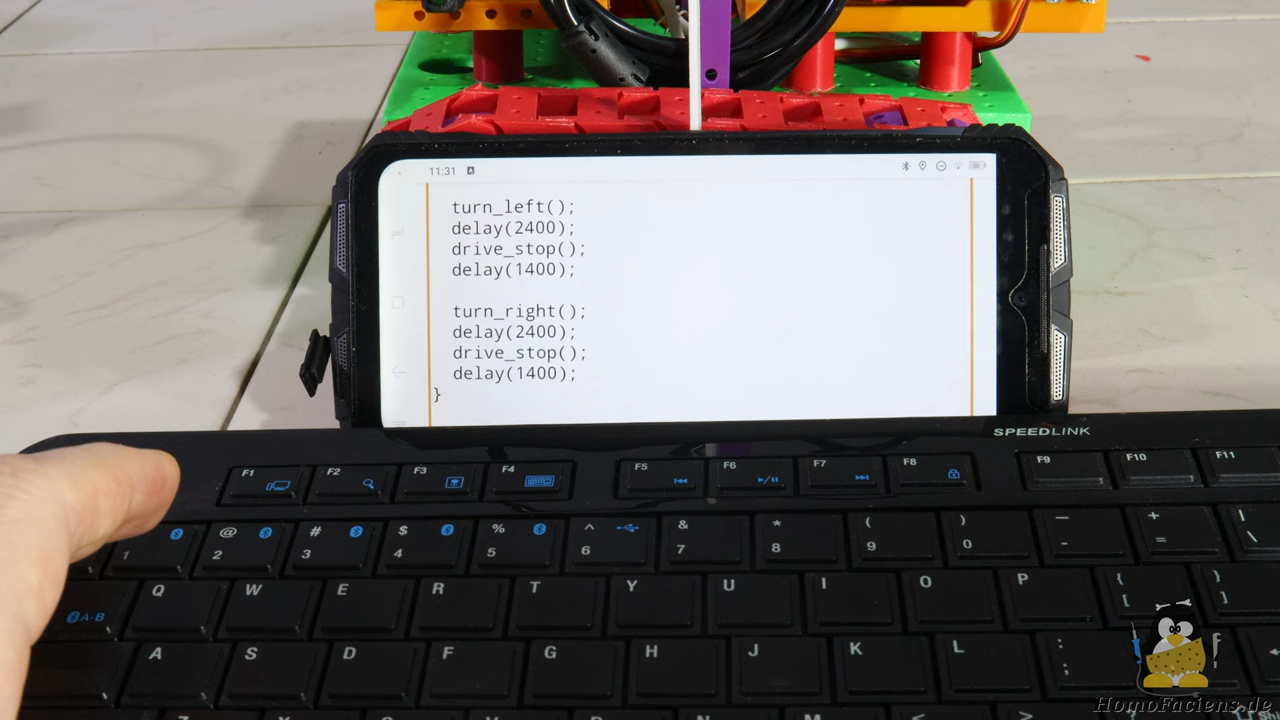 11:31 A
turn_left();
delay(2400);
drive_stop();
delay(1400);
turn_right();
delay(2400);
drive_stop();
delay(1400);
}
SPEEDLINK
F1 F2 F3 F4 F5 F6 F7 F8 F9 F10 F11
@ # $ % ^ & * ( ) — + |
1 2 3 4 5 6 7 8 9 0 - = \
A-B Q W E R T Y U I O P { [ } ]
A S D F G H J K L : ;
HomoFaciens.de